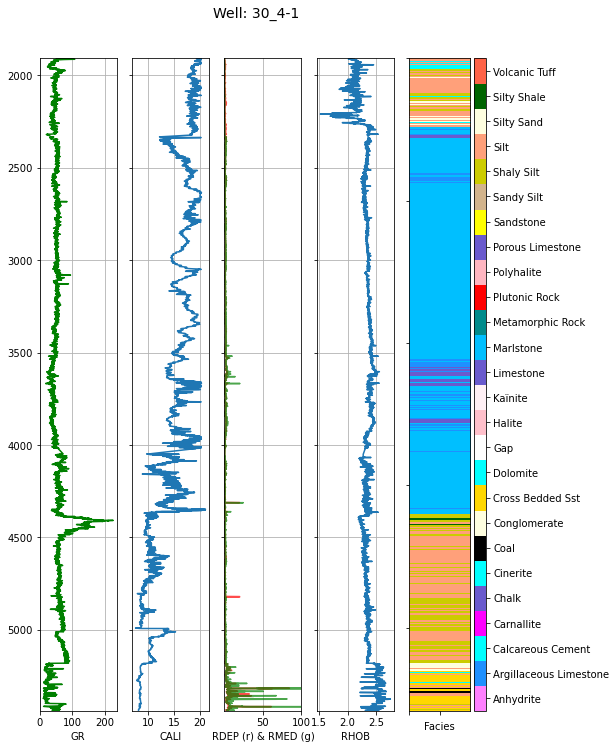 Well: 30_4-1
2000
2500
3000
3500
4000
4500
5000
0 100 200
GR
10 15 20
CALI
50 100
RDEP (r) & RMED (g)
1.5 2.0 2.5
RHOB
Facies
Volcanic Tuff
Silty Shale
Silty Sand
Silt
Shaly Silt
Sandy Silt
Sandstone
Porous Limestone
Polyhalite
Plutonic Rock
Metamorphic Rock
Marlstone
Limestone
Kaïnite
Halite
Gap
Dolomite
Cross Bedded Sst
Conglomerate
Coal
Cinerite
Chalk
Carnallite
Calcareous Cement
Argillaceous Limestone
Anhydrite